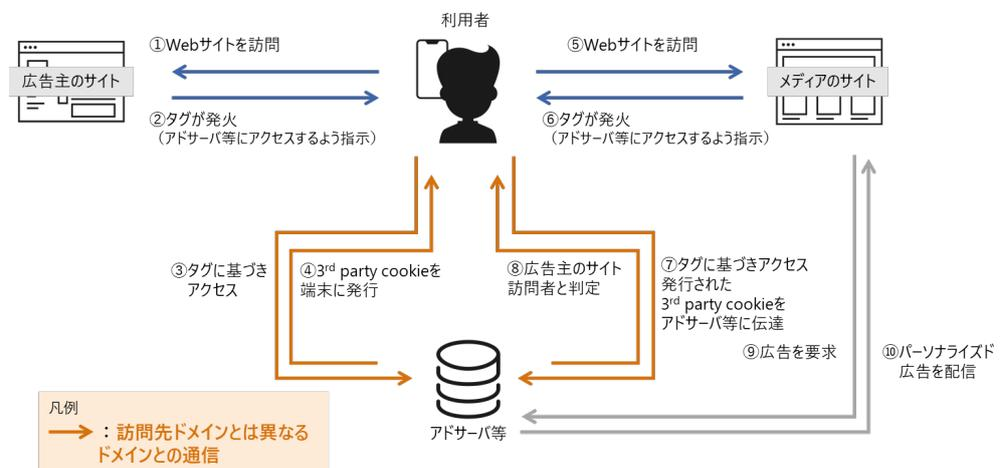 利用者
①Webサイトを訪問
広告主のサイト
②タグが発火
（アドサーバ等にアクセスするよう指示）
⑤Webサイトを訪問
メディアのサイト
⑥タグが発火
（アドサーバ等にアクセスするよう指示）
③タグに基づき
アクセス
④3rd party cookieを
端末に発行
⑧広告主のサイト
訪問者と判定
⑦タグに基づきアクセス
発行された
3rd party cookieを
アドサーバ等に伝達
⑨広告を要求
⑩パーソナライズド
広告を配信
アドサーバ等
凡例
：訪問先ドメインとは異なる
ドメインとの通信